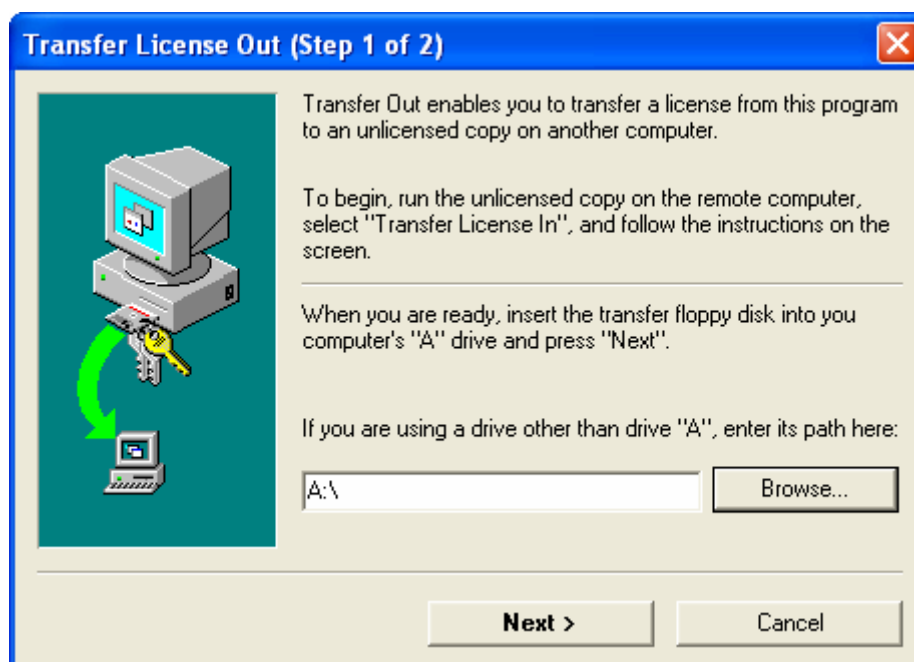 Transfer License Out (Step 1 of 2)
Transfer Out enables you to transfer a license from this program
to an unlicensed copy on another computer.
To begin, run the unlicensed copy on the remote computer,
select "Transfer License In", and follow the instructions on the
screen.
When you are ready, insert the transfer floppy disk into you
computer's "A" drive and press "Next".
If you are using a drive other than drive "A", enter its path here:
A:\
Browse...
Next >
Cancel